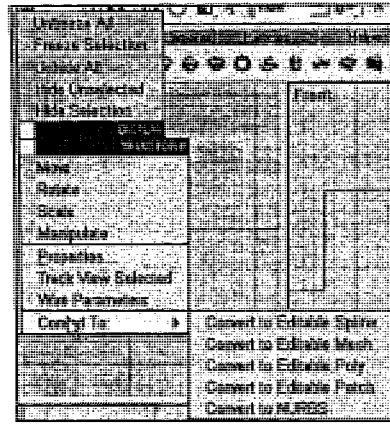 Unfreeze All
Freeze Selection
Unhide All
Hide Unselected
Hide Selection
Front
Move
Rotate
Scale
Manipulate
Properties
Track View Selected
Wire Parameters
Convert To:
Convert to Editable Spline
Convert to Editable Mesh
Convert to Editable Poly
Convert to Editable Patch
Convert to NURBS